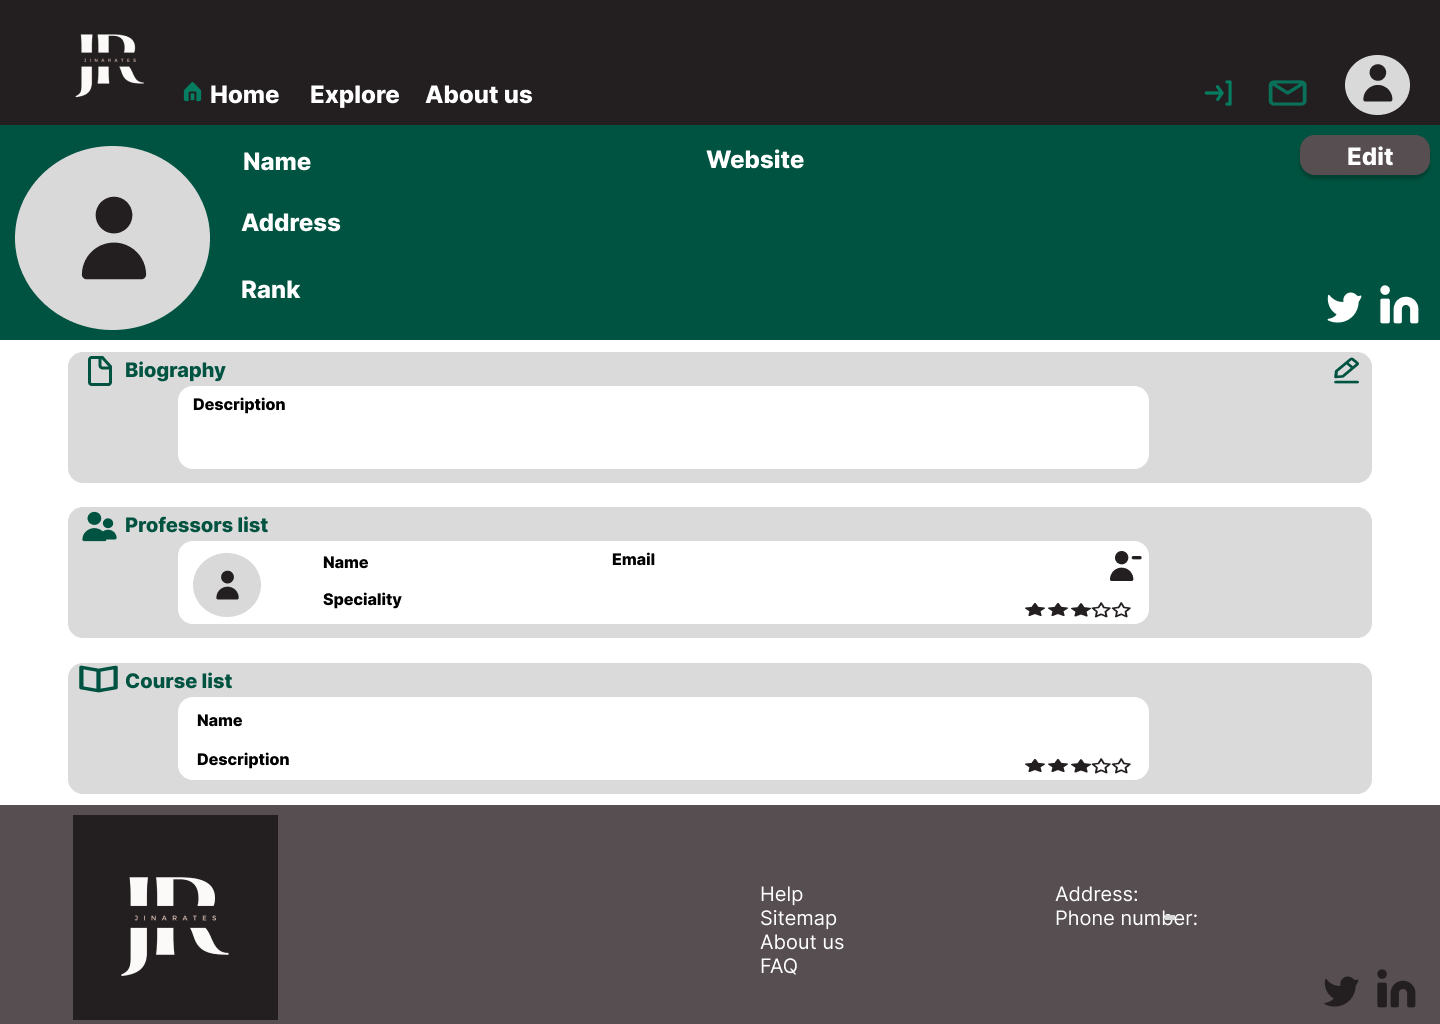 JR
JINARATES
Home Explore About us
Name Website Edit
Address
Rank
Biography
Description
Professors list
Name Email
Speciality
Course list
Name
Description
JR
JINARATES
Help
Sitemap
About us
FAQ
Address:
Phone number: